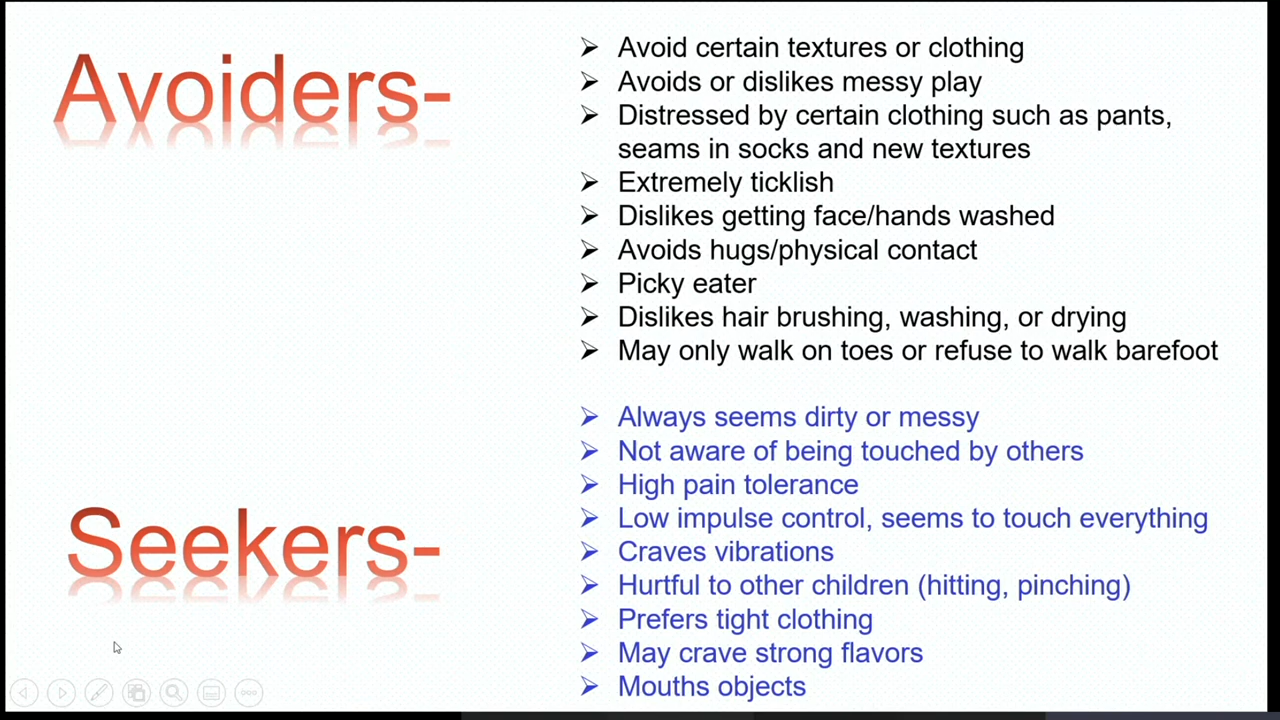 Avoiders-
Avoid certain textures or clothing
Avoids or dislikes messy play
Distressed by certain clothing such as pants,
seams in socks and new textures
Extremely ticklish
Dislikes getting face/hands washed
Avoids hugs/physical contact
Picky eater
Dislikes hair brushing, washing, or drying
May only walk on toes or refuse to walk barefoot
Seekers-
Always seems dirty or messy
Not aware of being touched by others
High pain tolerance
Low impulse control, seems to touch everything
Craves vibrations
Hurtful to other children (hitting, pinching)
Prefers tight clothing
May crave strong flavors
Mouths objects